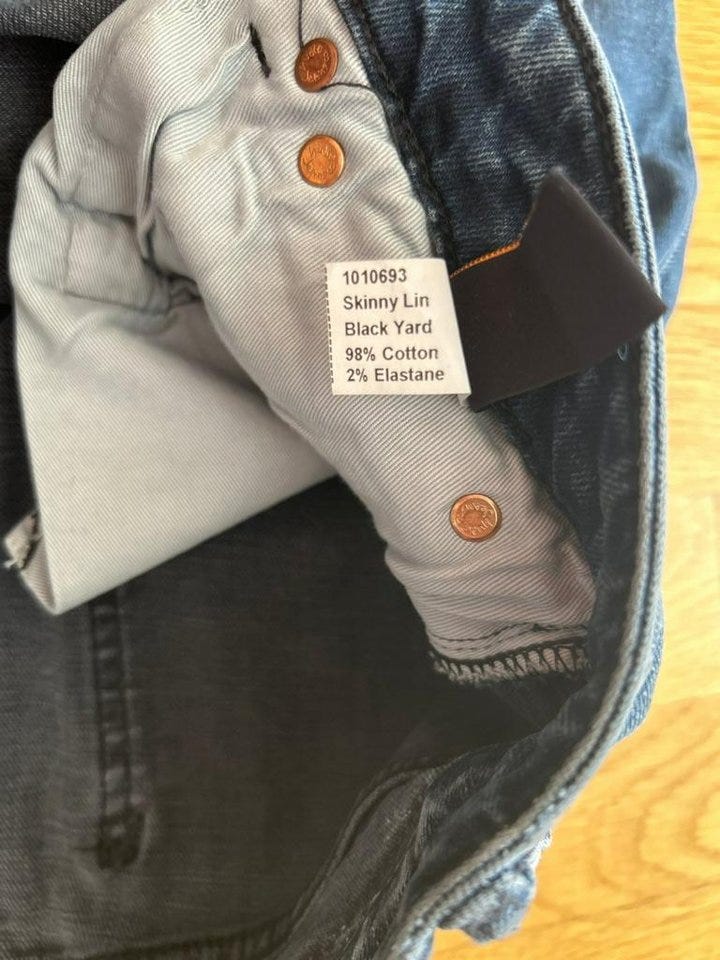 1010693
Skinny Lin
Black Yard
98% Cotton
2% Elastane